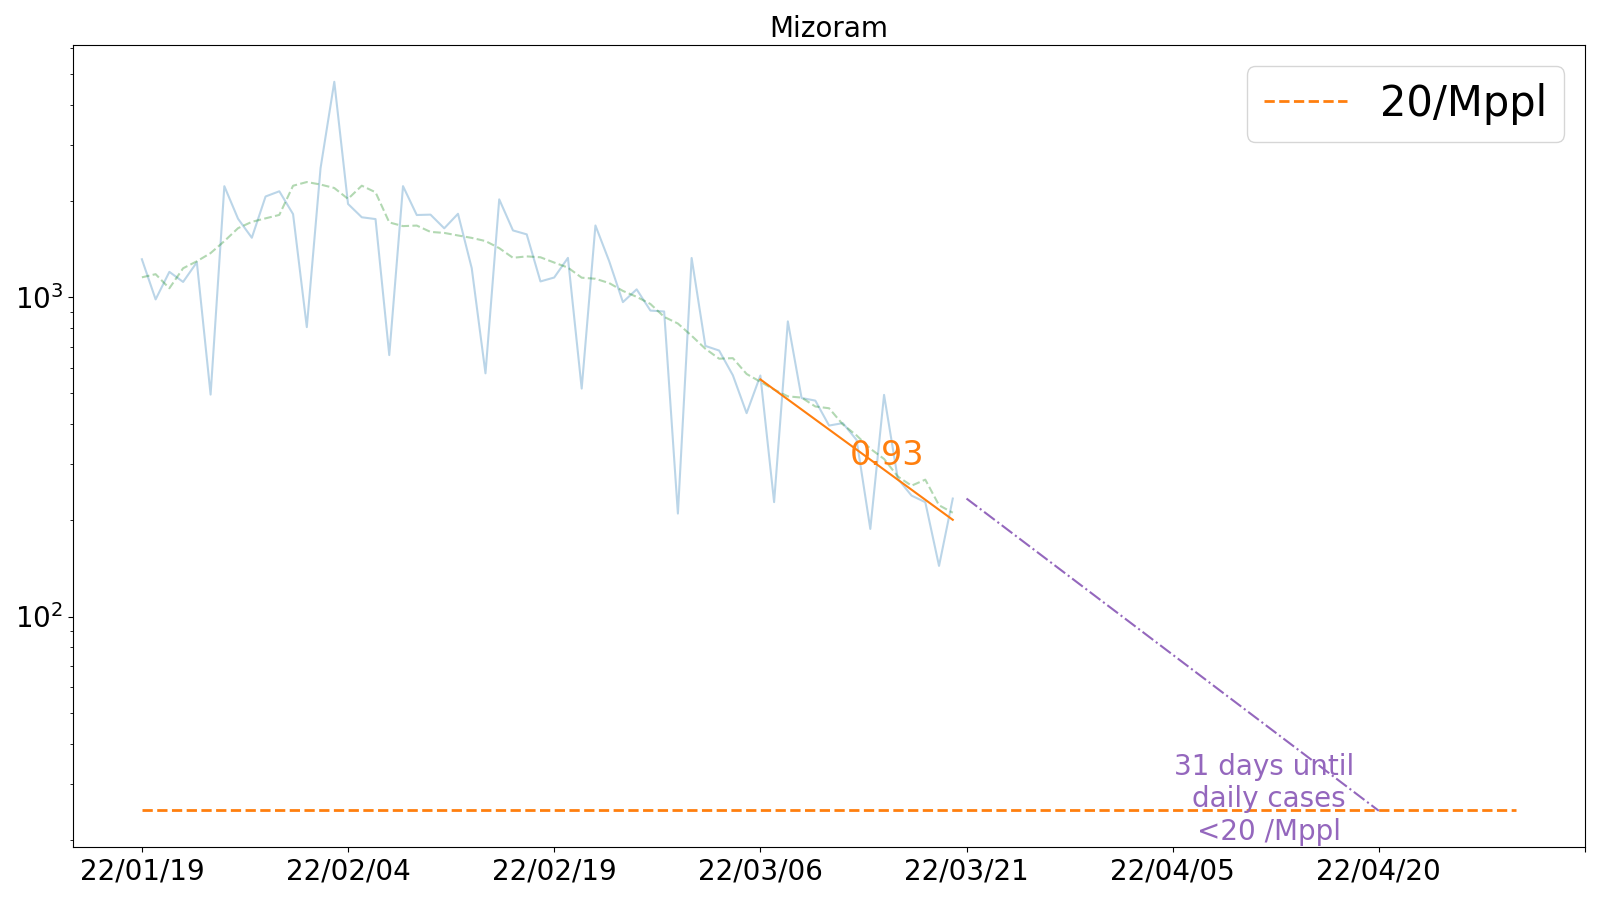 Mizoram
20/Mppl
10³
0.93
10²
31 days until
daily cases
<20 /Mppl
22/01/19 22/02/04 22/02/19 22/03/06 22/03/21 22/04/05 22/04/20